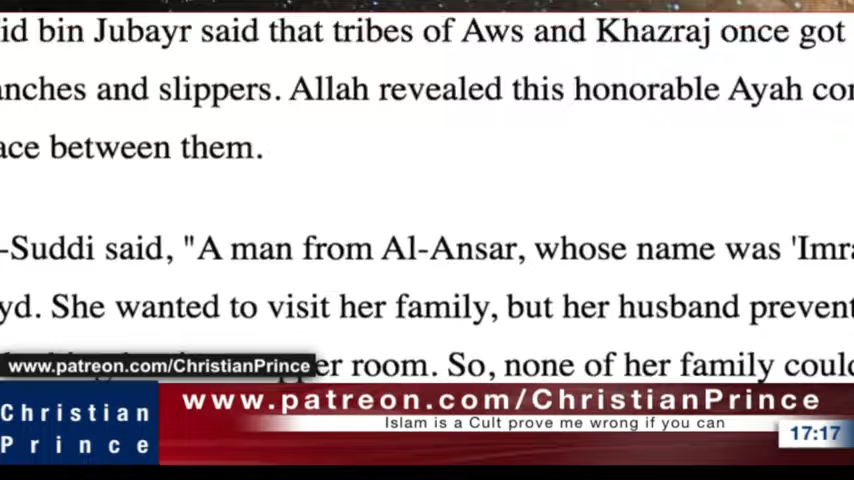 id bin Jubayr said that tribes of Aws and Khazraj once got
anches and slippers. Allah revealed this honorable Ayah
ace between them.
-Suddi said, "A man from Al-Ansar, whose name was 'Imra
yd. She wanted to visit her family, but her husband prevent
er room. So, none of her family could
www.patreon.com/ChristianPrince
www.patreon.com/ChristianPrince
Christian
Prince
Islam is a Cult prove me wrong if you can
17:17